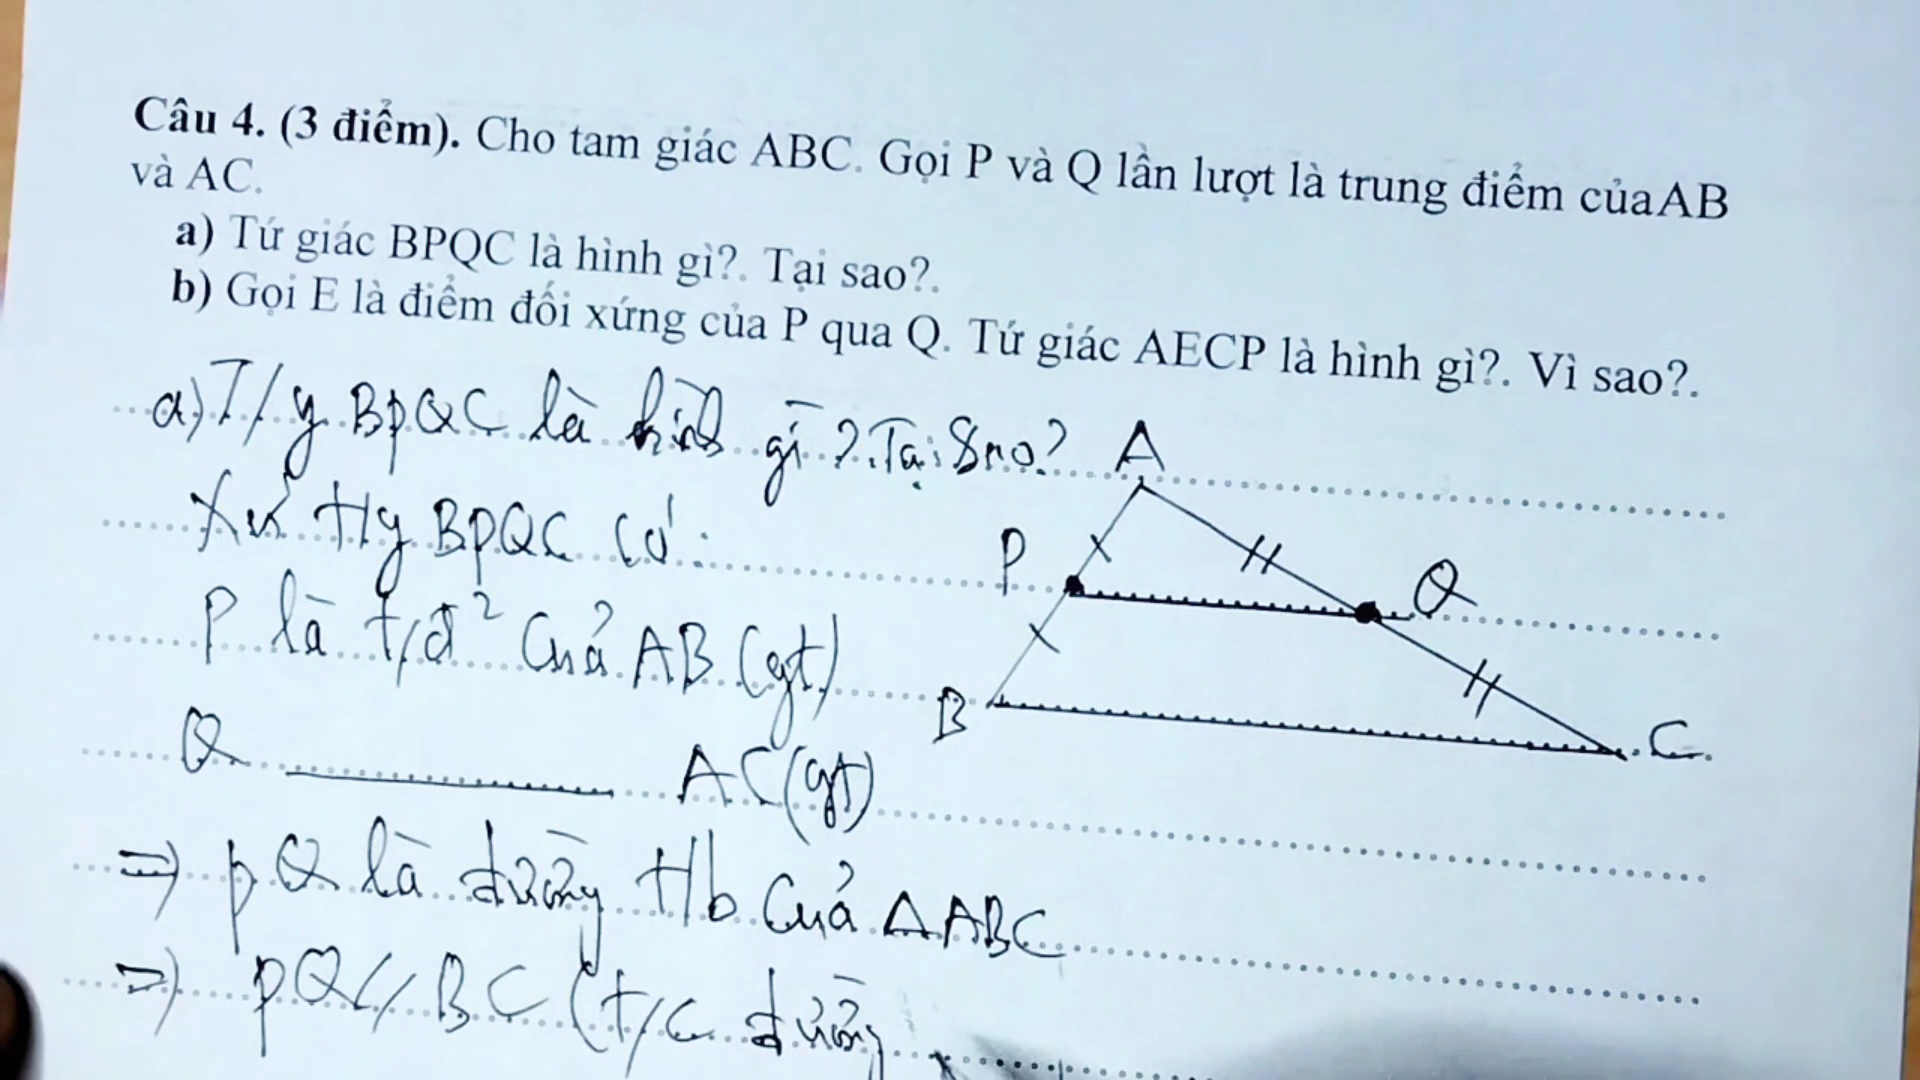 Câu 4. (3 điểm). Cho tam giác ABC. Gọi P và Q lần lượt là trung điểm củaAB
và AC.
a) Tứ giác BPQC là hình gì?. Tại sao?.
b) Gọi E là điểm đối xứng của P qua Q. Tứ giác AECP là hình gì?. Vì sao?.
a) T/g BPQC là hình gì? Tại sao?
Xét t/g BPQC có:
P là t/đ² của AB (gt)
Q ________ AC (gt)
=> PQ là đường t/b của ΔABC
=> PQ // BC (t/c đường
A
P
Q
B
C